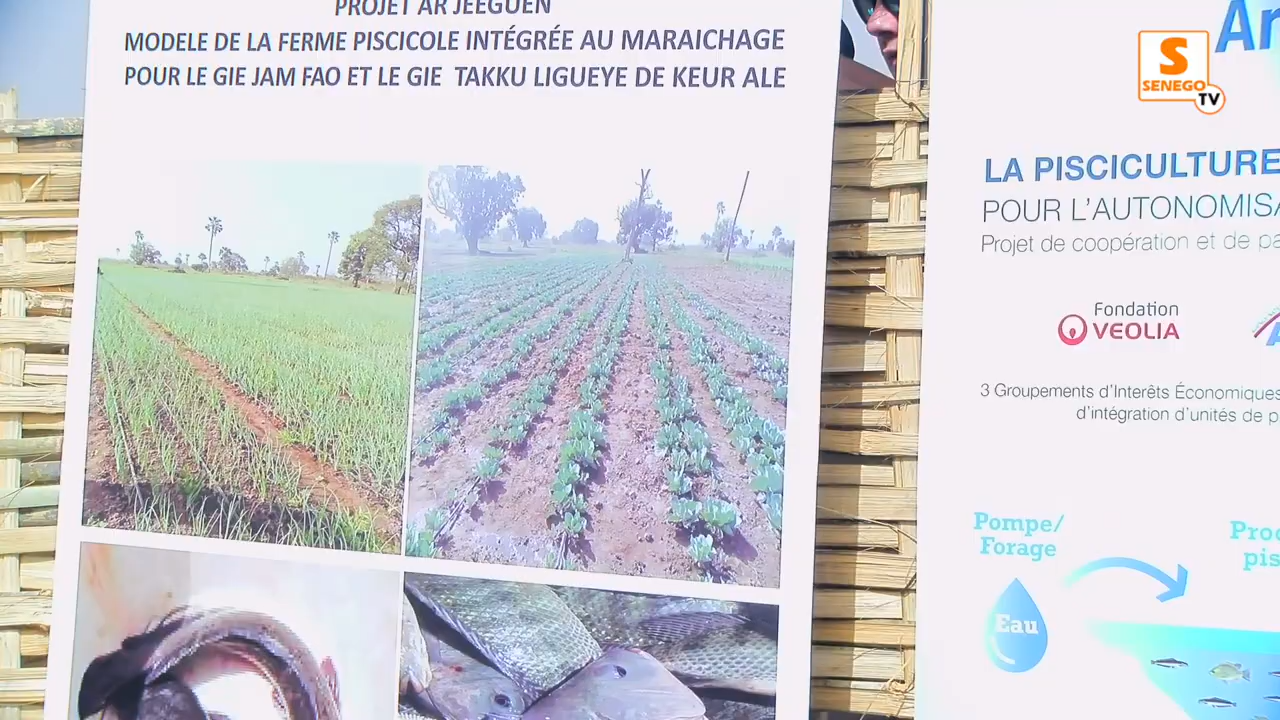 PROJET AR JEEGUEN
MODELE DE LA FERME PISCICOLE INTÉGRÉE AU MARAICHAGE
POUR LE GIE JAM FAO ET LE GIE TAKKU LIGUEYE DE KEUR ALE
S
SENEGO
TV
LA PISCICULTURE
POUR L'AUTONOMISA
Projet de coopération et de pa
Fondation
VEOLIA
3 Groupements d'Interêts Économiques
d'intégration d'unités de p
Pompe/
Forage
Eau